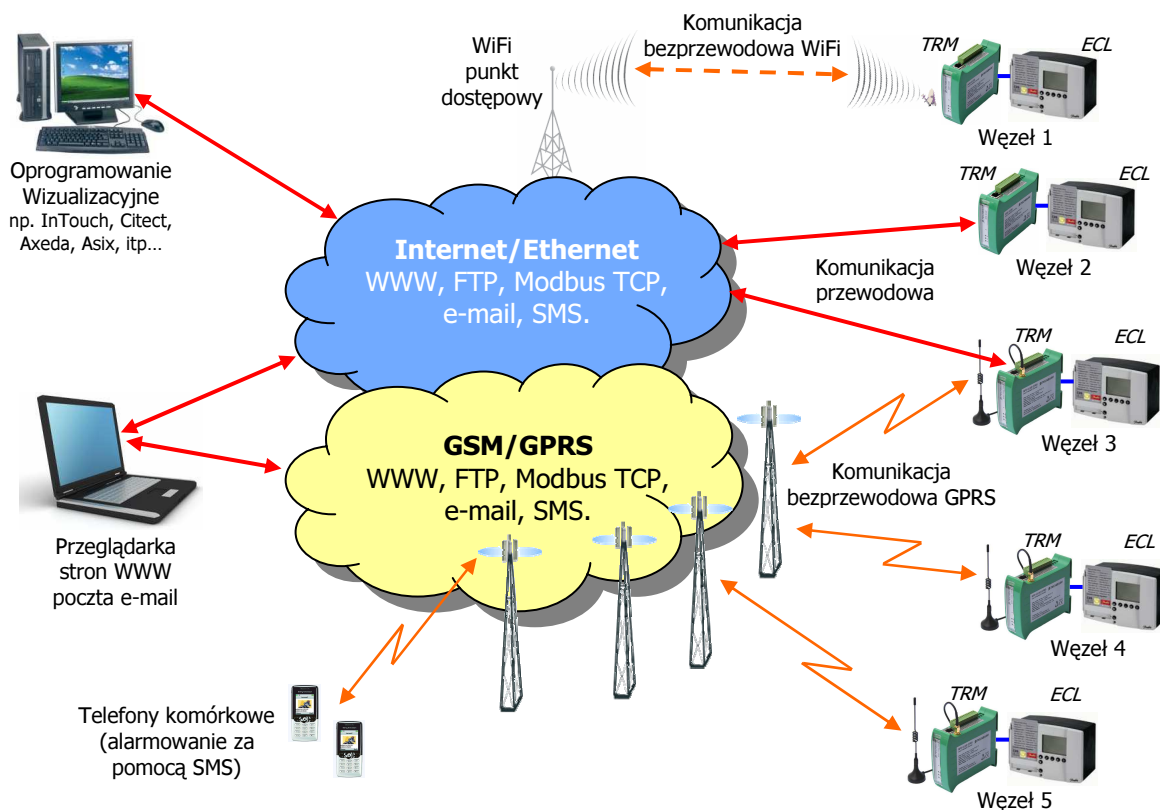 Komunikacja
bezprzewodowa WiFi
WiFi
punkt
dostępowy
TRM
ECL
Węzeł 1
Oprogramowanie
Wizualizacyjne
np. InTouch, Citect,
Axeda, Asix, itp...
TRM
ECL
Węzeł 2
Internet/Ethernet
WWW, FTP, Modbus TCP,
e-mail, SMS.
Komunikacja
przewodowa
TRM
ECL
Węzeł 3
GSM/GPRS
WWW, FTP, Modbus TCP,
e-mail, SMS.
Komunikacja
bezprzewodowa GPRS
Przeglądarka
stron WWW
poczta e-mail
TRM
ECL
Węzeł 4
Telefony komórkowe
(alarmowanie za
pomocą SMS)
TRM
ECL
Węzeł 5